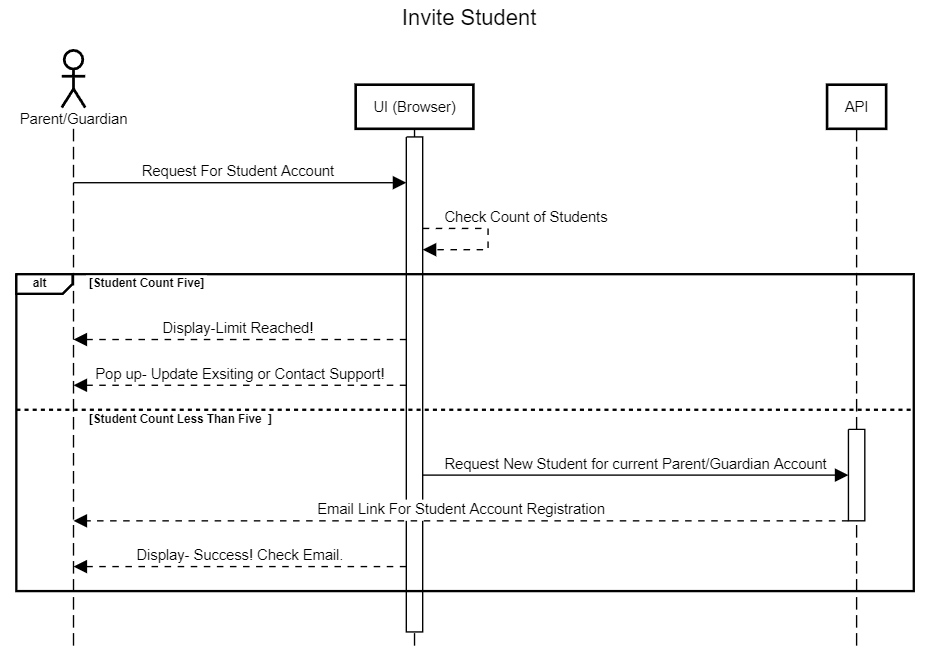 Invite Student
Parent/Guardian
UI (Browser)
API
Request For Student Account
Check Count of Students
alt
[Student Count Five]
Display-Limit Reached!
Pop up- Update Exsiting or Contact Support!
[Student Count Less Than Five  ]
Request New Student for current Parent/Guardian Account
Email Link For Student Account Registration
Display- Success! Check Email.